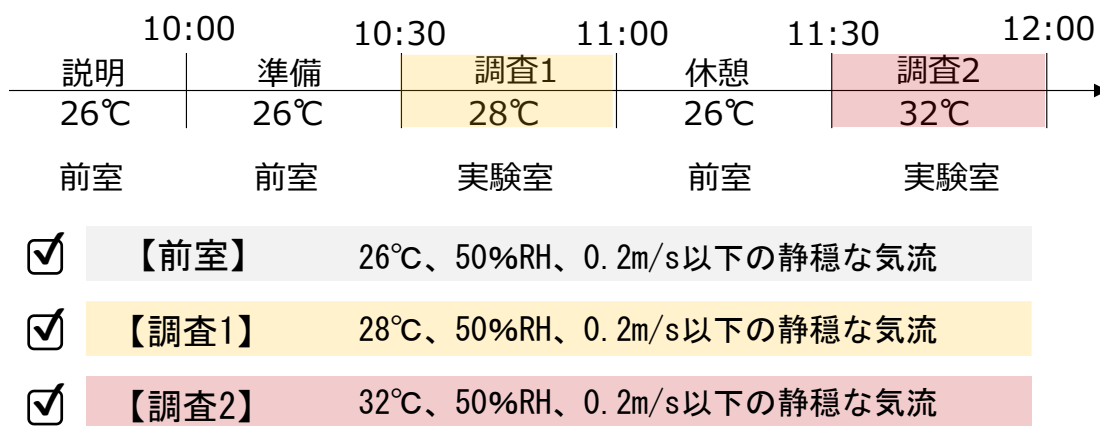 10:00 10:30 11:00 11:30 12:00
説明 準備 調査1 休憩 調査2
26℃ 26℃ 28℃ 26℃ 32℃
前室 前室 実験室 前室 実験室
【前室】 26℃、50%RH、0.2m/s以下の静穏な気流
【調査1】 28℃、50%RH、0.2m/s以下の静穏な気流
【調査2】 32℃、50%RH、0.2m/s以下の静穏な気流